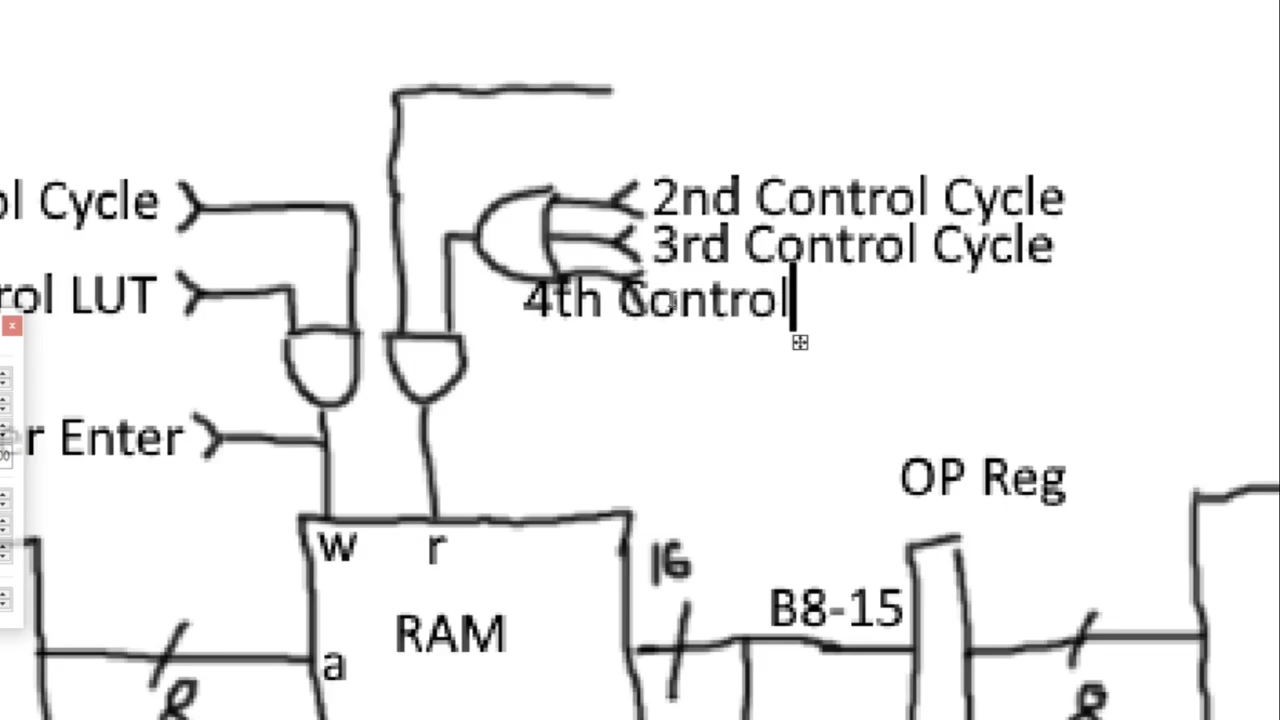 ol Cycle
2nd Control Cycle
3rd Control Cycle
rol LUT
4th Control
er Enter
OP Reg
w
r
16
B8-15
RAM
a
8
8